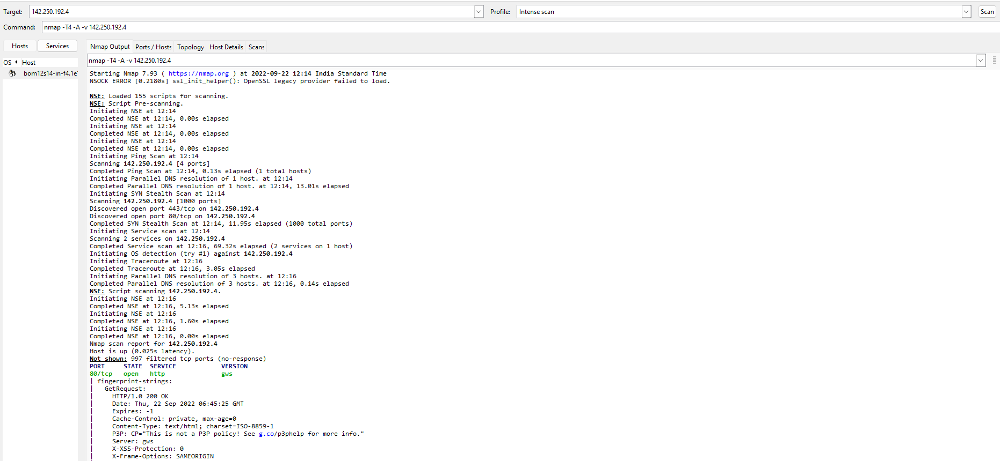 Target: 142.250.192.4 Profile: Intense scan Scan
Command: nmap -T4 -A -v 142.250.192.4
Hosts Services Nmap Output Ports / Hosts Topology Host Details Scans
OS Host nmap -T4 -A -v 142.250.192.4
bom12s14-in-f4.1e
Starting Nmap 7.93 ( https://nmap.org ) at 2022-09-22 12:14 India Standard Time
NSOCK ERROR [0.2180s] ssl_init_helper(): OpenSSL legacy provider failed to load.
NSE: Loaded 155 scripts for scanning.
NSE: Script Pre-scanning.
Initiating NSE at 12:14
Completed NSE at 12:14, 0.00s elapsed
Initiating NSE at 12:14
Completed NSE at 12:14, 0.00s elapsed
Initiating NSE at 12:14
Completed NSE at 12:14, 0.00s elapsed
Initiating Ping Scan at 12:14
Scanning 142.250.192.4 [4 ports]
Completed Ping Scan at 12:14, 0.13s elapsed (1 total hosts)
Initiating Parallel DNS resolution of 1 host. at 12:14
Completed Parallel DNS resolution of 1 host. at 12:14, 13.01s elapsed
Initiating SYN Stealth Scan at 12:14
Scanning 142.250.192.4 [1000 ports]
Discovered open port 443/tcp on 142.250.192.4
Discovered open port 80/tcp on 142.250.192.4
Completed SYN Stealth Scan at 12:14, 11.95s elapsed (1000 total ports)
Initiating Service scan at 12:14
Scanning 2 services on 142.250.192.4
Completed Service scan at 12:16, 69.32s elapsed (2 services on 1 host)
Initiating OS detection (try #1) against 142.250.192.4
Initiating Traceroute at 12:16
Completed Traceroute at 12:16, 3.05s elapsed
Initiating Parallel DNS resolution of 3 hosts. at 12:16
Completed Parallel DNS resolution of 3 hosts. at 12:16, 0.14s elapsed
NSE: Script scanning 142.250.192.4.
Initiating NSE at 12:16
Completed NSE at 12:16, 5.13s elapsed
Initiating NSE at 12:16
Completed NSE at 12:16, 1.60s elapsed
Initiating NSE at 12:16
Completed NSE at 12:16, 0.00s elapsed
Nmap scan report for 142.250.192.4
Host is up (0.025s latency).
Not shown: 997 filtered tcp ports (no-response)
PORT STATE SERVICE VERSION
80/tcp open http gws
| fingerprint-strings:
| GetRequest:
| HTTP/1.0 200 OK
| Date: Thu, 22 Sep 2022 06:45:25 GMT
| Expires: -1
| Cache-Control: private, max-age=0
| Content-Type: text/html; charset=ISO-8859-1
| P3P: CP="This is not a P3P policy! See g.co/p3phelp for more info."
| Server: gws
| X-XSS-Protection: 0
| X-Frame-Options: SAMEORIGIN